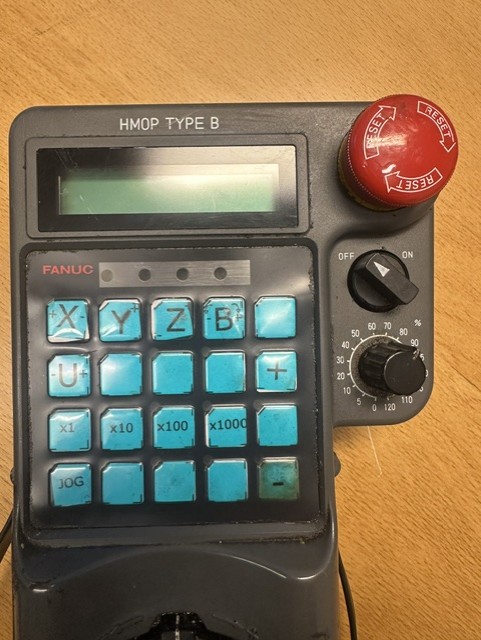 HMOP TYPE B
RESET
RESET
RESET
OFF
ON
FANUC
X Y Z B
U +
x1 x10 x100 x1000
JOG -
%
0 5 10 20 30 40 50 60 70 80 90 110 120